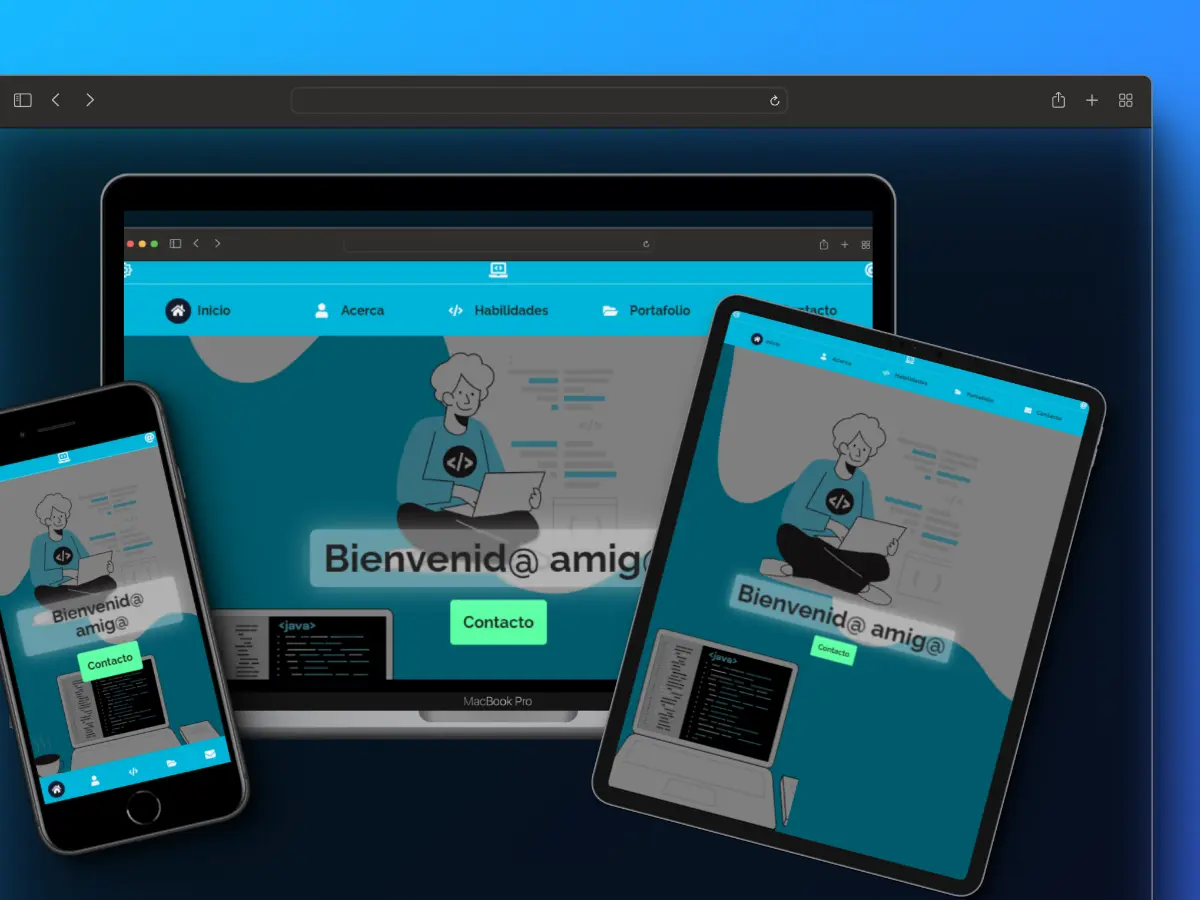 Inicio
Acerca
Habilidades
Portafolio
ntacto
Bienvenid@ amig@
Contacto
<java>
MacBook Pro
Inicio
Acerca
Habilidades
Portafolio
Contacto
Bienvenid@ amig@
Contacto
<java>
Bienvenid@
amig@
Contacto